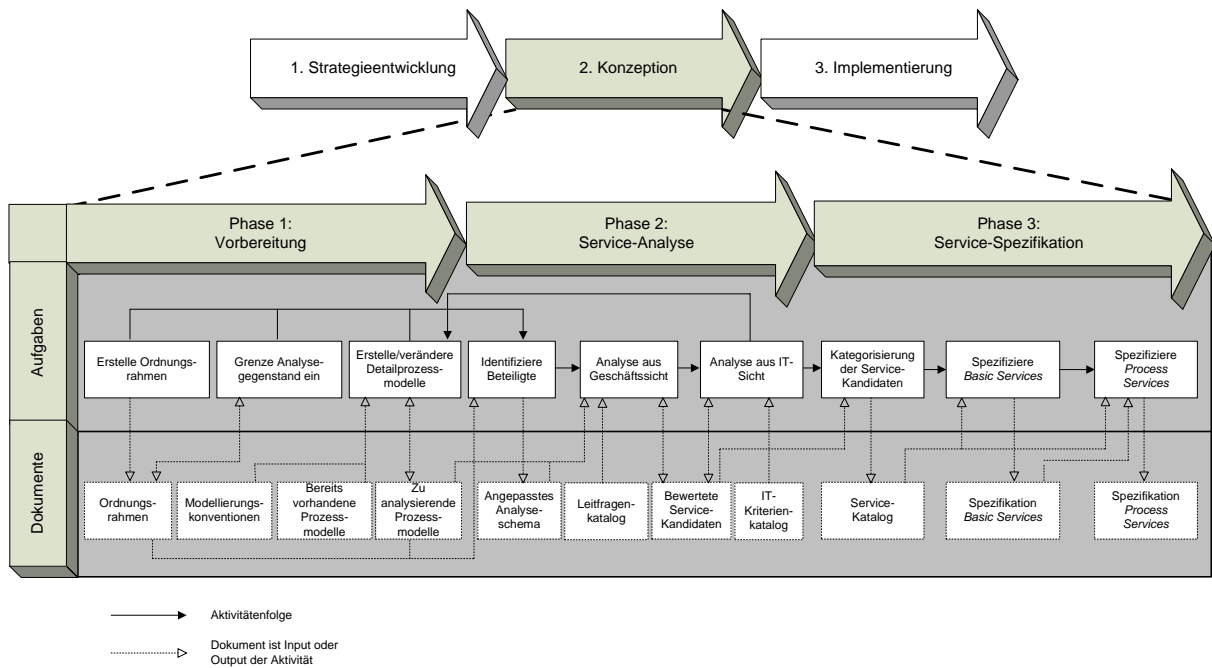 1. Strategieentwicklung
2. Konzeption
3. Implementierung
Phase 1:
Vorbereitung
Phase 2:
Service-Analyse
Phase 3:
Service-Spezifikation
Aufgaben
Erstelle Ordnungs-
rahmen
Grenze Analyse-
gegenstand ein
Erstelle/verändere
Detailprozess-
modelle
Identifiziere
Beteiligte
Analyse aus
Geschäftssicht
Analyse aus IT-
Sicht
Kategorisierung
der Service-
Kandidaten
Spezifiziere
Basic Services
Spezifiziere
Process
Services
Dokumente
Ordnungs-
rahmen
Modellierungs-
konventionen
Bereits
vorhandene
Prozess-
modelle
Zu
analysierende
Prozess-
modelle
Angepasstes
Analyse-
schema
Leitfragen-
katalog
Bewertete
Service-
Kandidaten
IT-
Kriterien-
katalog
Service-
Katalog
Spezifikation
Basic Services
Spezifikation
Process
Services
Aktivitätenfolge
Dokument ist Input oder
Output der Aktivität